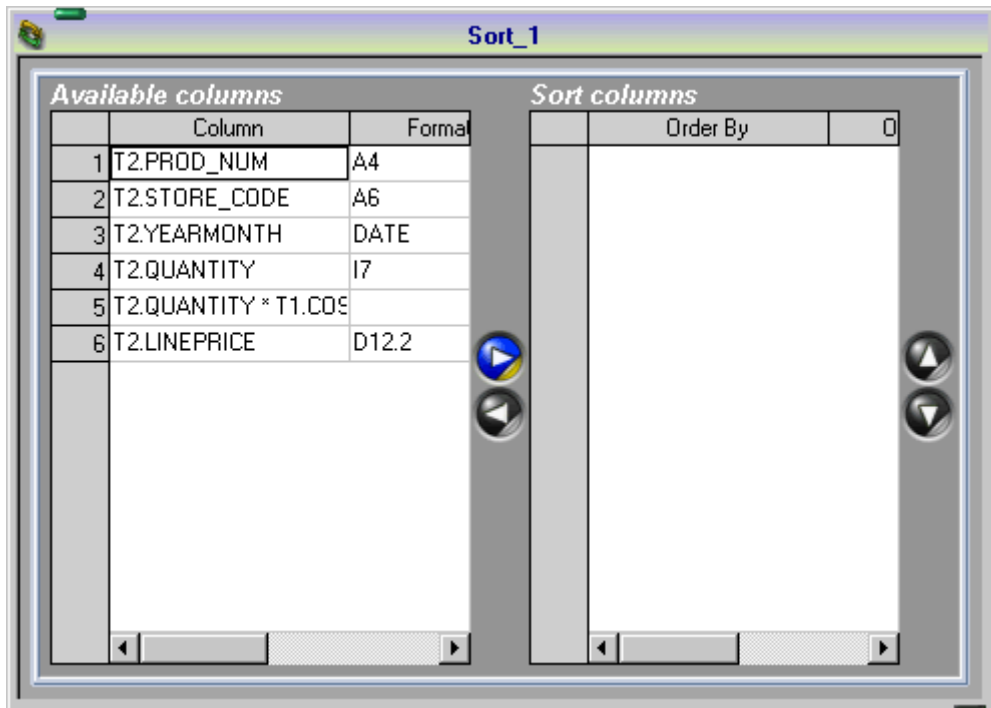 Sort_1
Available columns
Sort columns
Column Format
Order By O
1 T2.PROD_NUM A4
2 T2.STORE_CODE A6
3 T2.YEARMONTH DATE
4 T2.QUANTITY I7
5 T2.QUANTITY * T1.COS
6 T2.LINEPRICE D12.2